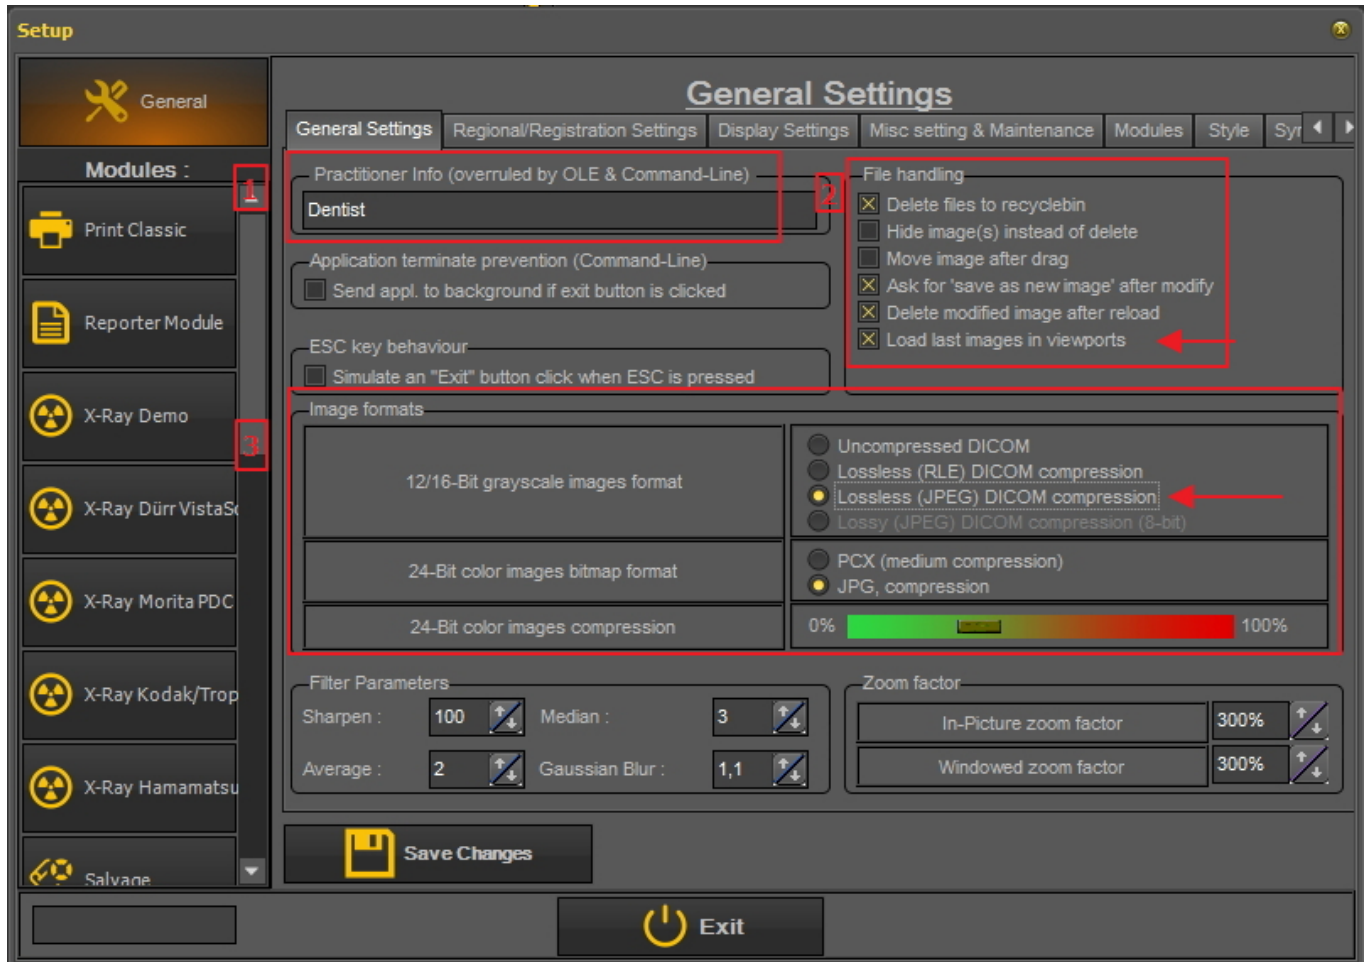 Setup
General
Modules :
1
Print Classic
Reporter Module
X-Ray Demo
3
X-Ray Dürr VistaSc
X-Ray Morita PDC
X-Ray Kodak/Trop
X-Ray Hamamatsu
Salvage
General Settings
General Settings
Regional/Registration Settings
Display Settings
Misc setting & Maintenance
Modules
Style
Syr
Practitioner Info (overruled by OLE & Command-Line)
Dentist
2
File handling
Delete files to recyclebin
Hide image(s) instead of delete
Move image after drag
Ask for 'save as new image' after modify
Delete modified image after reload
Load last images in viewports
Application terminate prevention (Command-Line)
Send appl. to background if exit button is clicked
ESC key behaviour
Simulate an "Exit" button click when ESC is pressed
Image formats
12/16-Bit grayscale images format
Uncompressed DICOM
Lossless (RLE) DICOM compression
Lossless (JPEG) DICOM compression
Lossy (JPEG) DICOM compression (8-bit)
24-Bit color images bitmap format
PCX (medium compression)
JPG, compression
24-Bit color images compression
0%
100%
Filter Parameters
Sharpen :
100
Median :
3
Average :
2
Gaussian Blur :
1,1
Zoom factor
In-Picture zoom factor
300%
Windowed zoom factor
300%
Save Changes
Exit